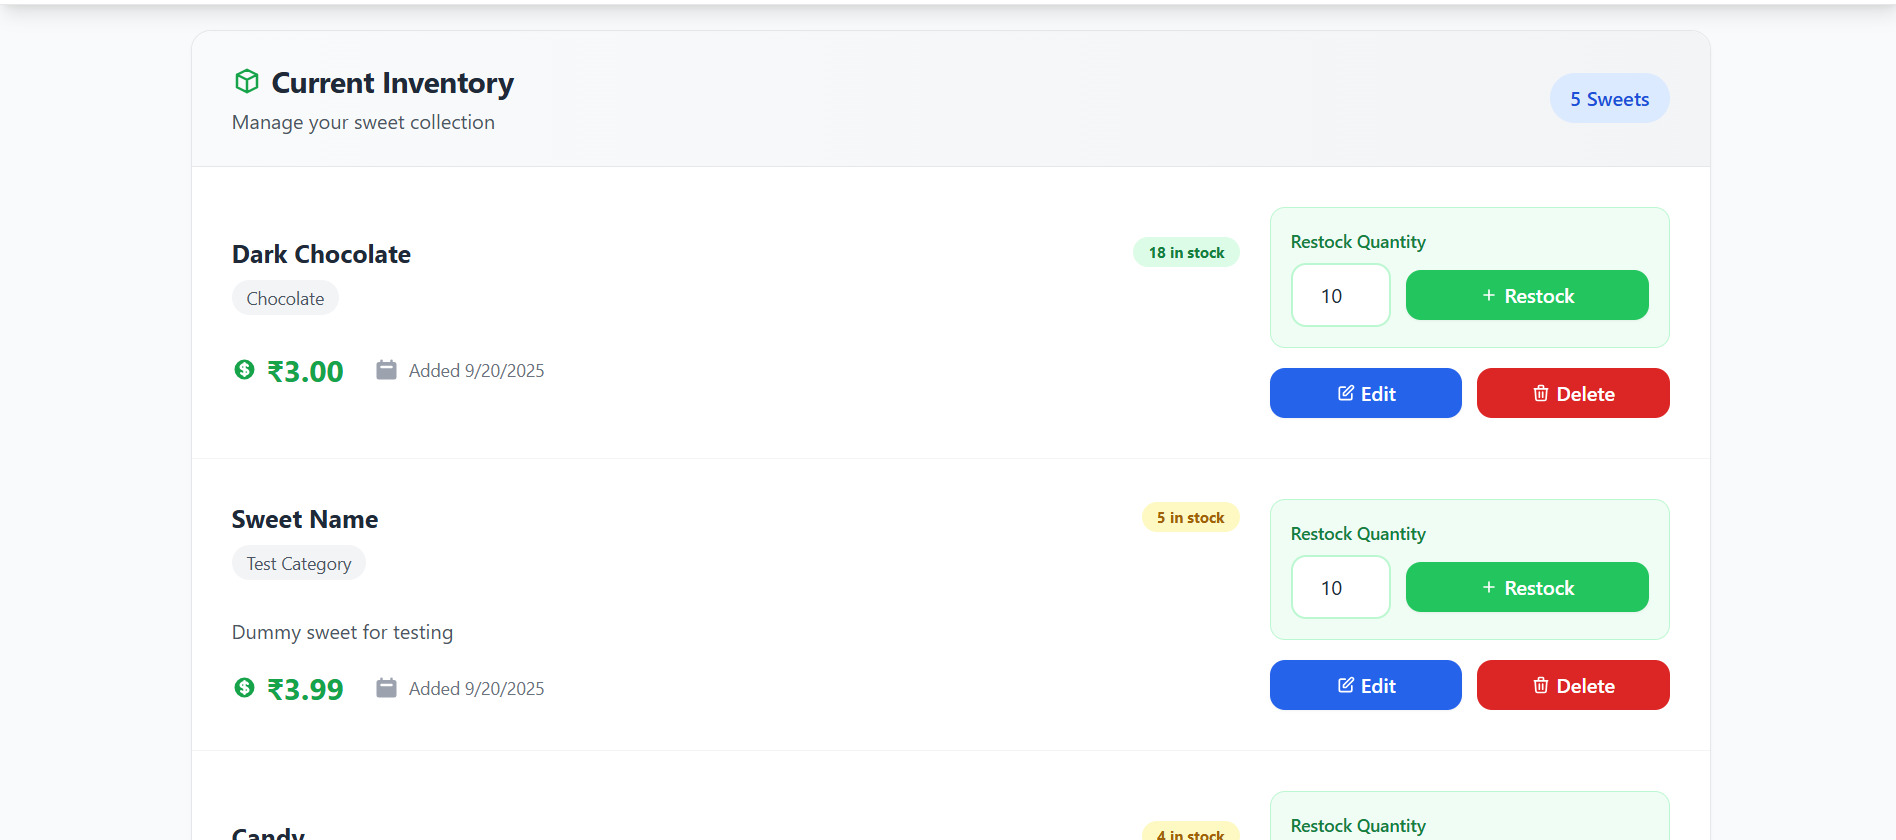 Current Inventory
Manage your sweet collection
5 Sweets
Dark Chocolate
18 in stock
Chocolate
₹3.00
Added 9/20/2025
Restock Quantity
10
+ Restock
Edit
Delete
Sweet Name
5 in stock
Test Category
Dummy sweet for testing
₹3.99
Added 9/20/2025
Restock Quantity
10
+ Restock
Edit
Delete
Candy
4 in stock
Restock Quantity